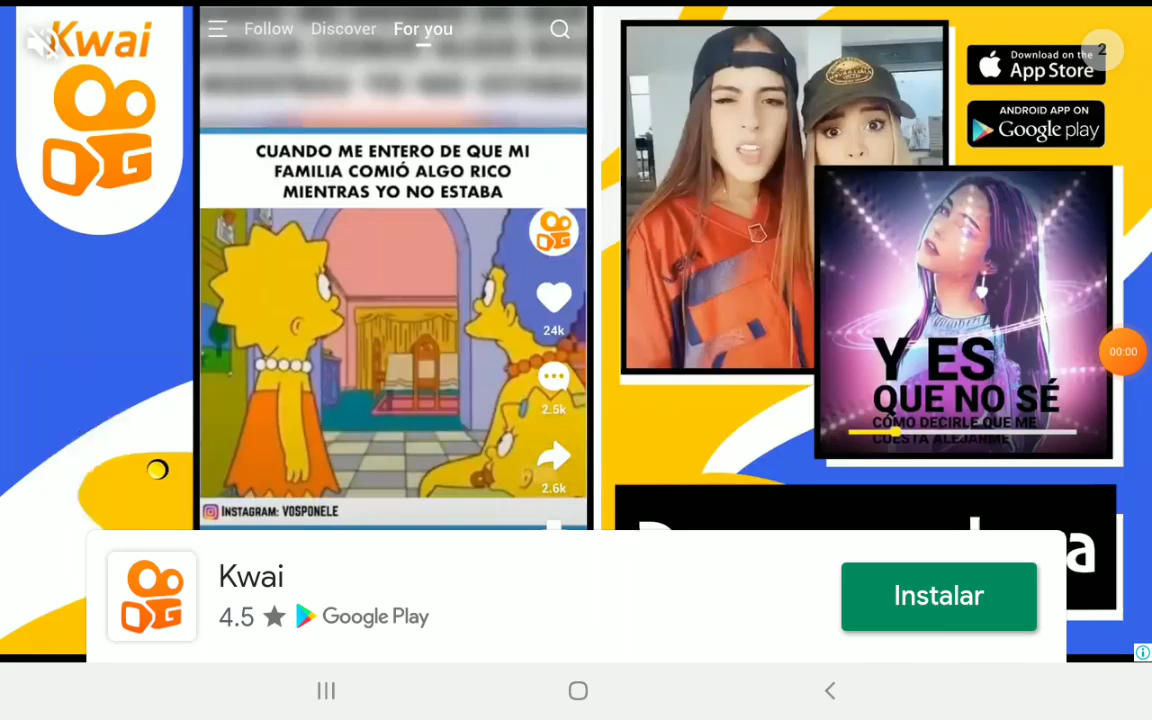 Kwai
Follow Discover For you
CUANDO ME ENTERO DE QUE MI
FAMILIA COMIÓ ALGO RICO
MIENTRAS YO NO ESTABA
24k
2.5k
2.6k
INSTAGRAM: VOSPONELE
2
Download on the
App Store
ANDROID APP ON
Google play
Y ES
QUE NO SÉ
CÓMO DECIRLE QUE ME
CUESTA ALEJARME
00:00
Kwai
4.5 ★ Google Play
Instalar